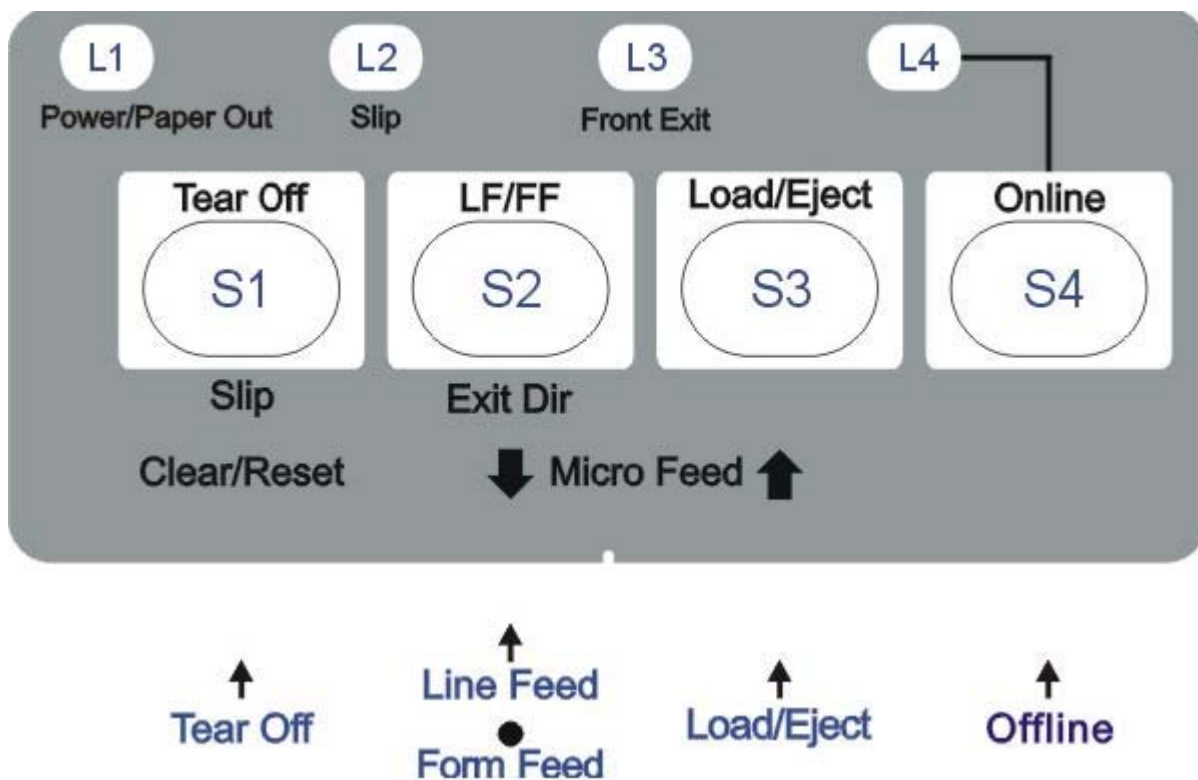 L1 L2 L3 L4
Power/Paper Out Slip Front Exit
Tear Off LF/FF Load/Eject Online
S1 S2 S3 S4
Slip Exit Dir
Clear/Reset Micro Feed
Line Feed
Tear Off Load/Eject Offline
Form Feed